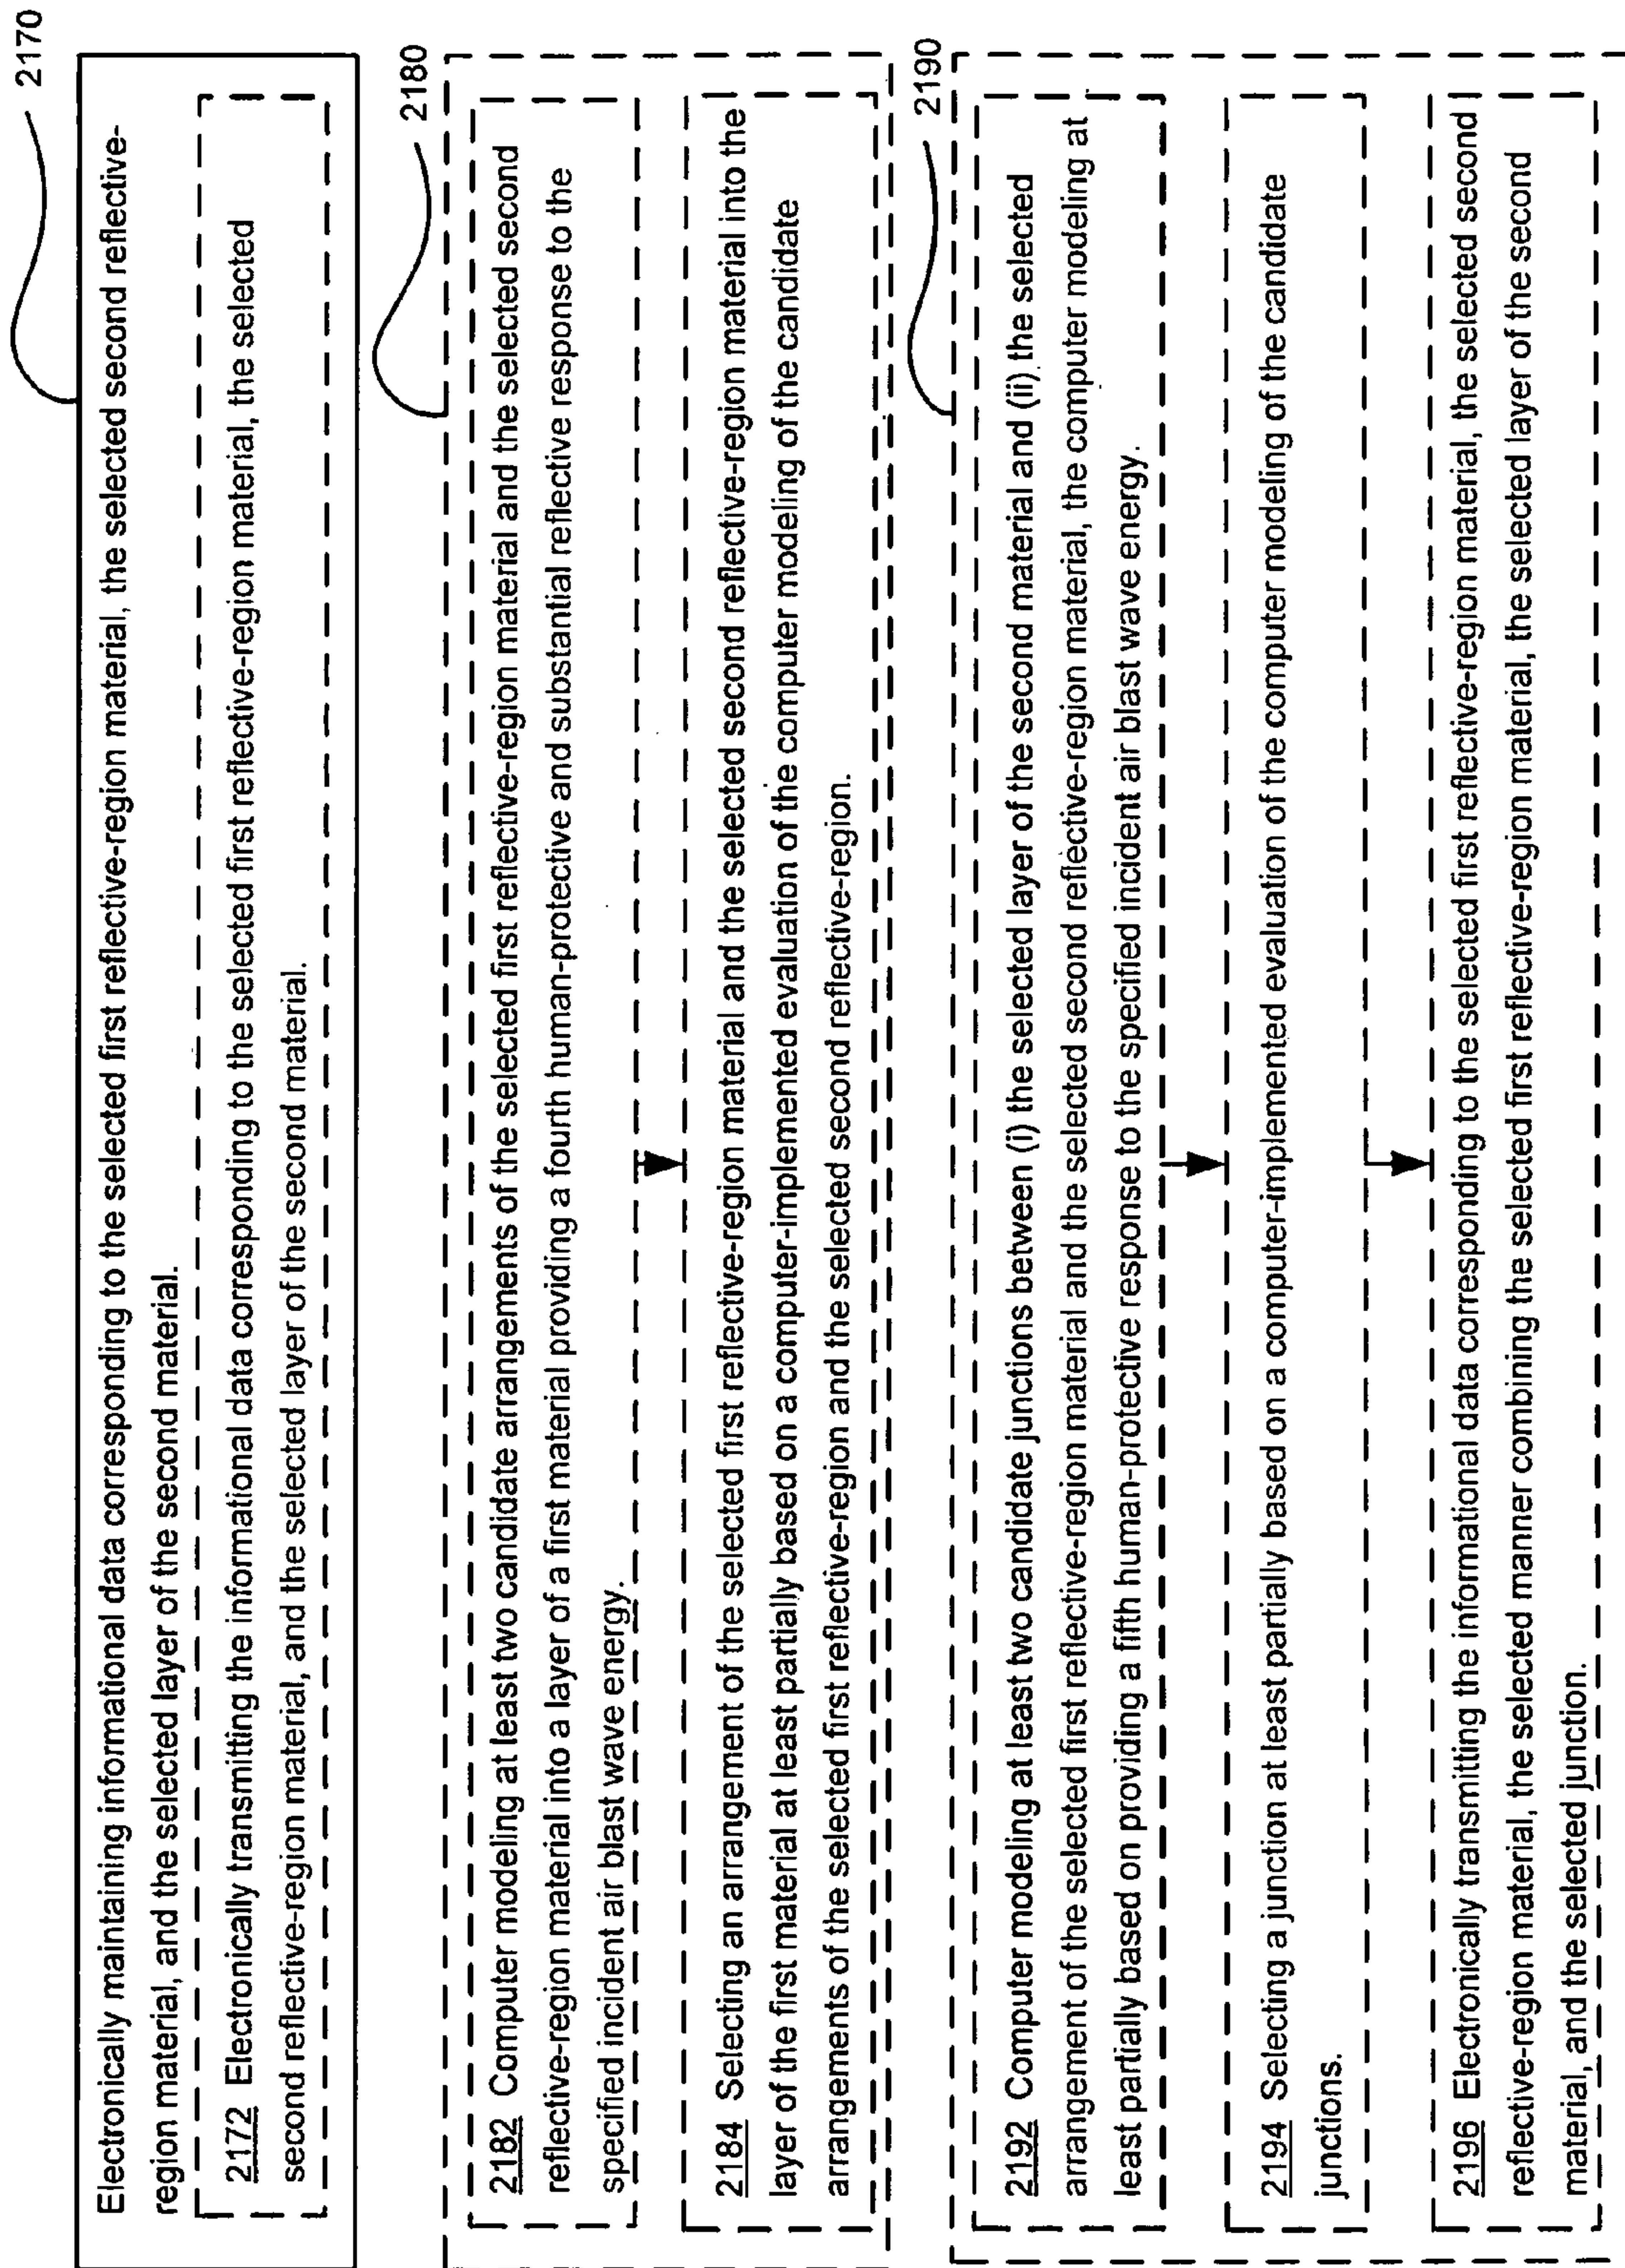 2170
Electronically maintaining informational data corresponding to the selected first reflective-region material, the selected second reflective-
region material, and the selected layer of the second material.
2172 Electronically transmitting the informational data corresponding to the selected first reflective-region material, the selected
second reflective-region material, and the selected layer of the second material.
2180
2182 Computer modeling at least two candidate arrangements of the selected first reflective-region material and the selected second
reflective-region material into a layer of a first material providing a fourth human-protective and substantial reflective response to the
specified incident air blast wave energy.
2184 Selecting an arrangement of the selected first reflective-region material and the selected second reflective-region material into the
layer of the first material at least partially based on a computer-implemented evaluation of the computer modeling of the candidate
arrangements of the selected first reflective-region and the selected second reflective-region.
2190
2192 Computer modeling at least two candidate junctions between (i) the selected layer of the second material and (ii) the selected
arrangement of the selected first reflective-region material and the selected second reflective-region material, the computer modeling at
least partially based on providing a fifth human-protective response to the specified incident air blast wave energy.
2194 Selecting a junction at least partially based on a computer-implemented evaluation of the computer modeling of the candidate
junctions.
2196 Electronically transmitting the informational data corresponding to the selected first reflective-region material, the selected second
reflective-region material, the selected manner combining the selected first reflective-region material, the selected layer of the second
material, and the selected junction.